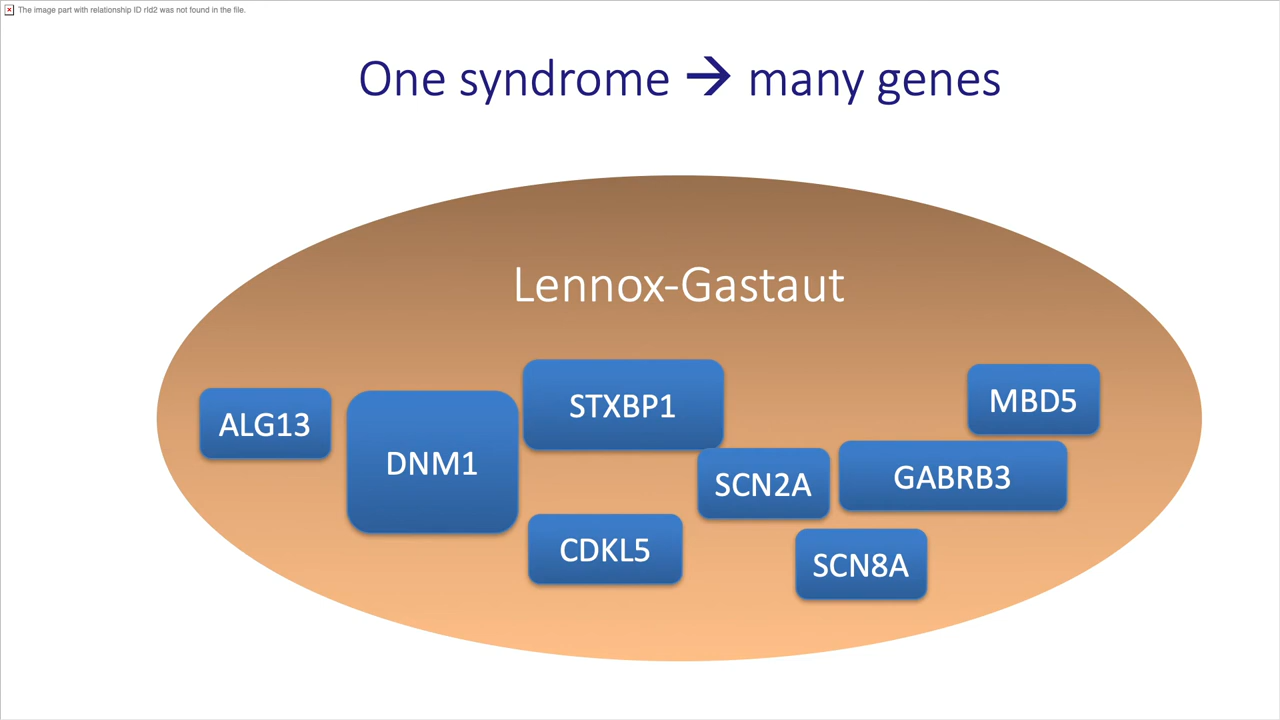 The image part with relationship ID rId2 was not found in the file.
One syndrome → many genes
Lennox-Gastaut
ALG13
DNM1
STXBP1
CDKL5
SCN2A
GABRB3
MBD5
SCN8A